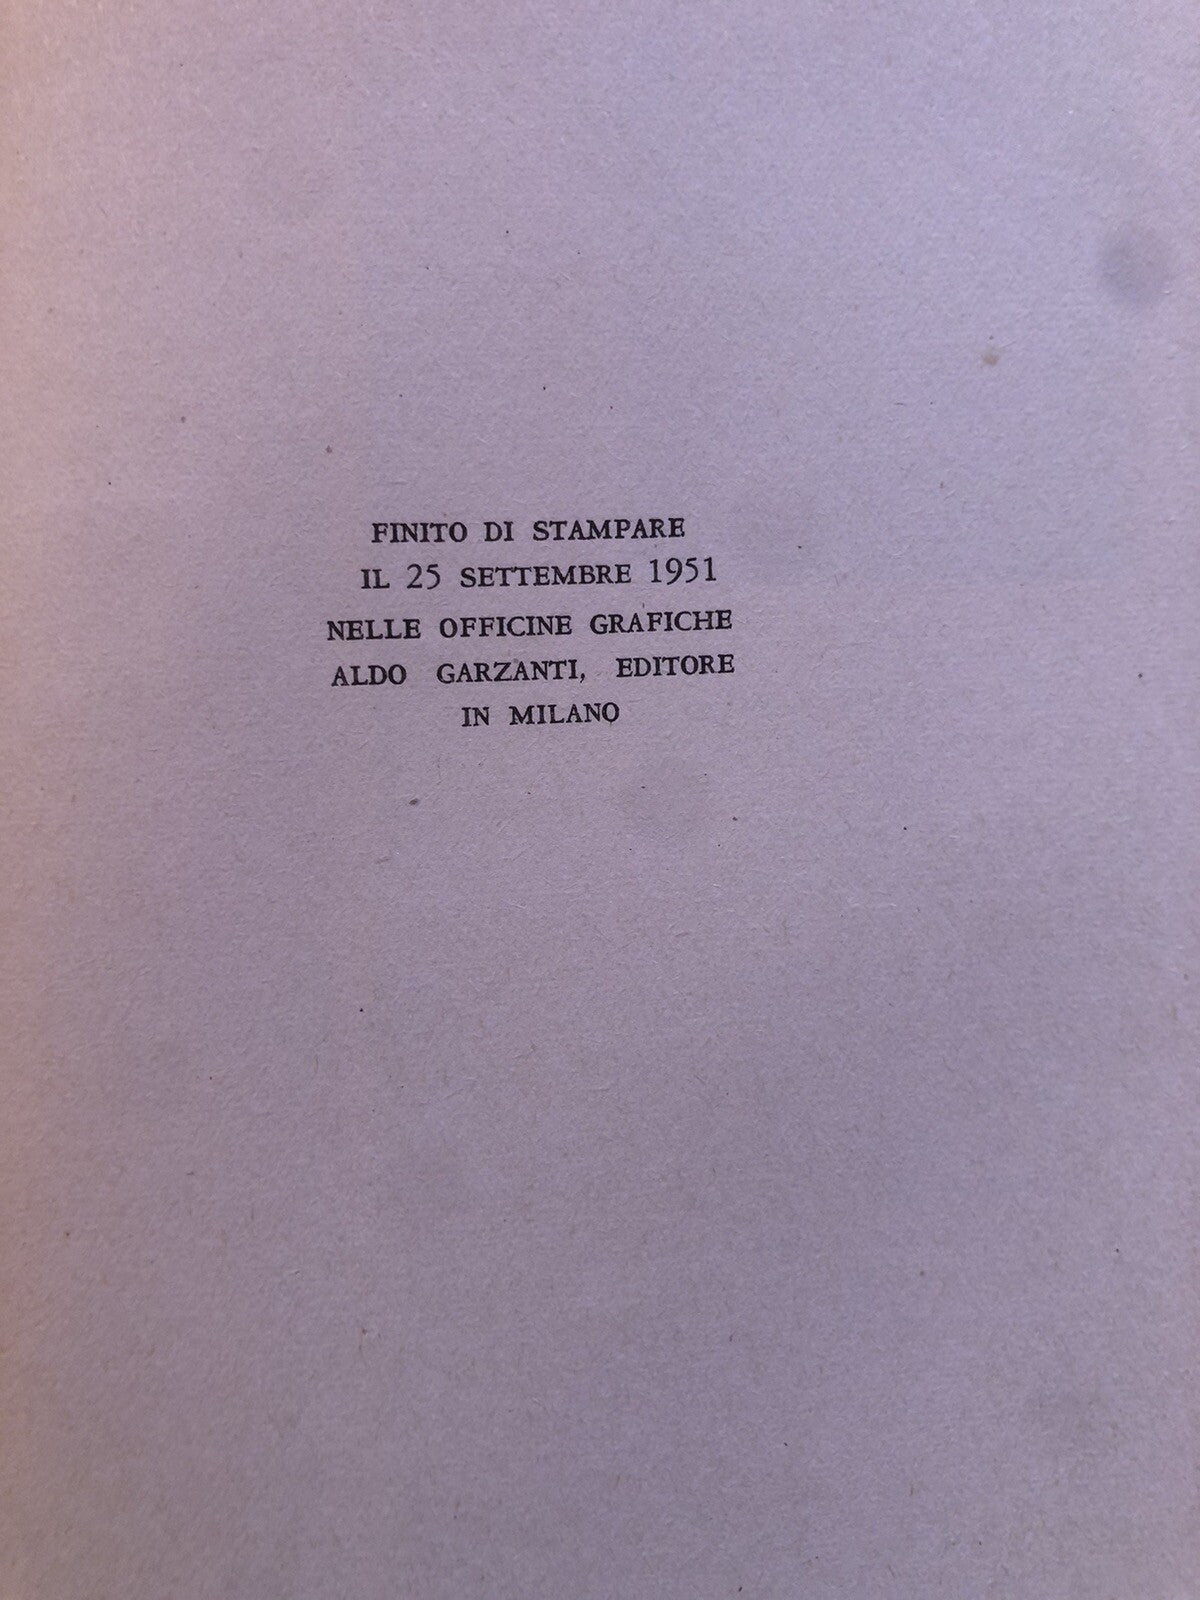 FINITO DI STAMPARE
IL 25 SETTEMBRE 1951
NELLE OFFICINE GRAFICHE
ALDO GARZANTI, EDITORE
IN MILANO